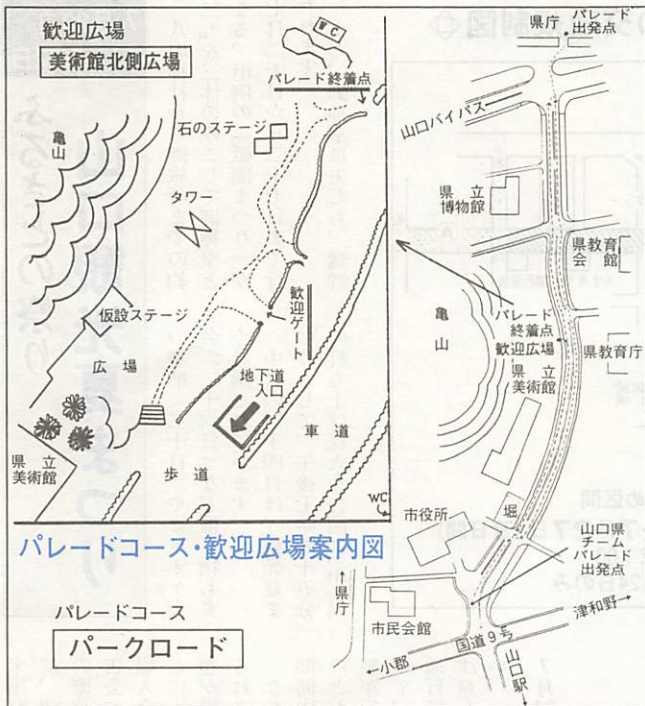 歓迎広場
美術館北側広場
WC
パレード終着点
石のステージ
亀山
タワー
仮設ステージ
歓迎ゲート
広場
地下道
入口
県立
美術館
歩道
車道
WC
パレードコース・歓迎広場案内図
パレードコース
パークロード
県庁
パレード
出発点
山口バイパス
県立
博物館
県教育
会館
亀山
パレード
終着点
歓迎広場
県教育庁
県立
美術館
市役所
堀
山口県
チーム
パレード
出発点
県庁
市民会館
津和野
国道9号
小郡
山口駅